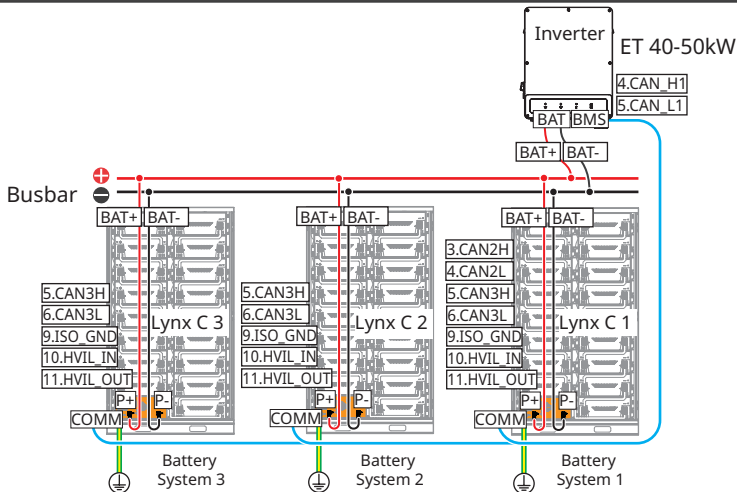 Inverter
ET 40-50kW
4.CAN_H1
5.CAN_L1
BAT BMS
BAT+ BAT-
Busbar
BAT+ BAT-
BAT+ BAT-
BAT+ BAT-
5.CAN3H
6.CAN3L
9.ISO_GND
10.HVIL_IN
11.HVIL_OUT
Lynx C 3
P+ P-
COMM
Battery
System 3
5.CAN3H
6.CAN3L
9.ISO_GND
10.HVIL_IN
11.HVIL_OUT
Lynx C 2
P+ P-
COMM
Battery
System 2
3.CAN2H
4.CAN2L
5.CAN3H
6.CAN3L
9.ISO_GND
10.HVIL_IN
11.HVIL_OUT
Lynx C 1
P+ P-
COMM
Battery
System 1